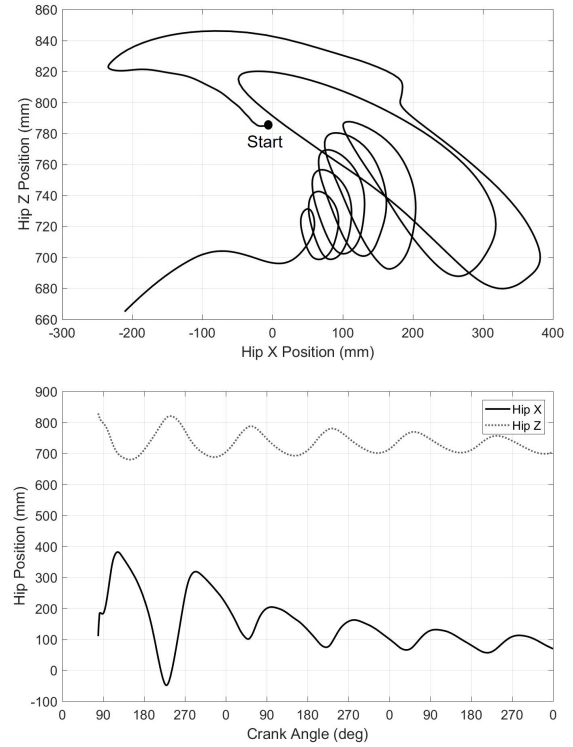 860
840
820
800
780
760
740
720
700
680
660
Hip Z Position (mm)
Start
-300 -200 -100 0 100 200 300 400
Hip X Position (mm)
900
800
700
600
500
400
300
200
100
0
-100
Hip Position (mm)
Hip X
Hip Z
0 90 180 270 0 90 180 270 0 90 180 270 0
Crank Angle (deg)